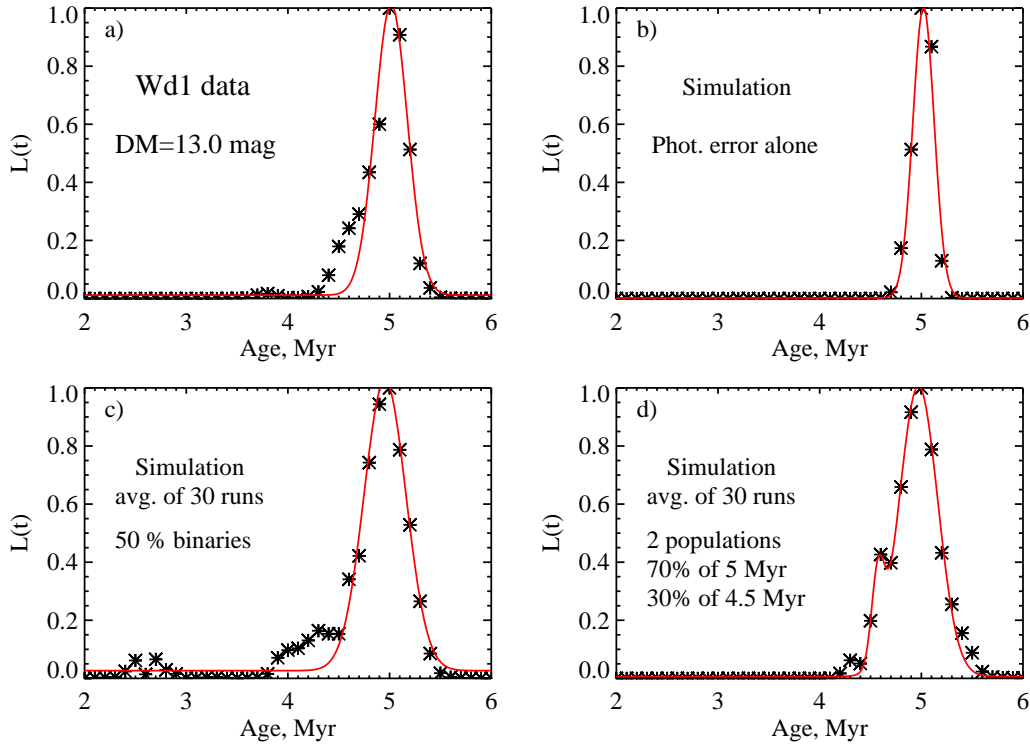 a)
Wd1 data
DM=13.0 mag
L(t)
1.0
0.8
0.6
0.4
0.2
0.0
2
3
4
5
6
Age, Myr
b)
Simulation
Phot. error alone
L(t)
1.0
0.8
0.6
0.4
0.2
0.0
2
3
4
5
6
Age, Myr
c)
Simulation
avg. of 30 runs
50 % binaries
L(t)
1.0
0.8
0.6
0.4
0.2
0.0
2
3
4
5
6
Age, Myr
d)
Simulation
avg. of 30 runs
2 populations
70% of 5 Myr
30% of 4.5 Myr
L(t)
1.0
0.8
0.6
0.4
0.2
0.0
2
3
4
5
6
Age, Myr